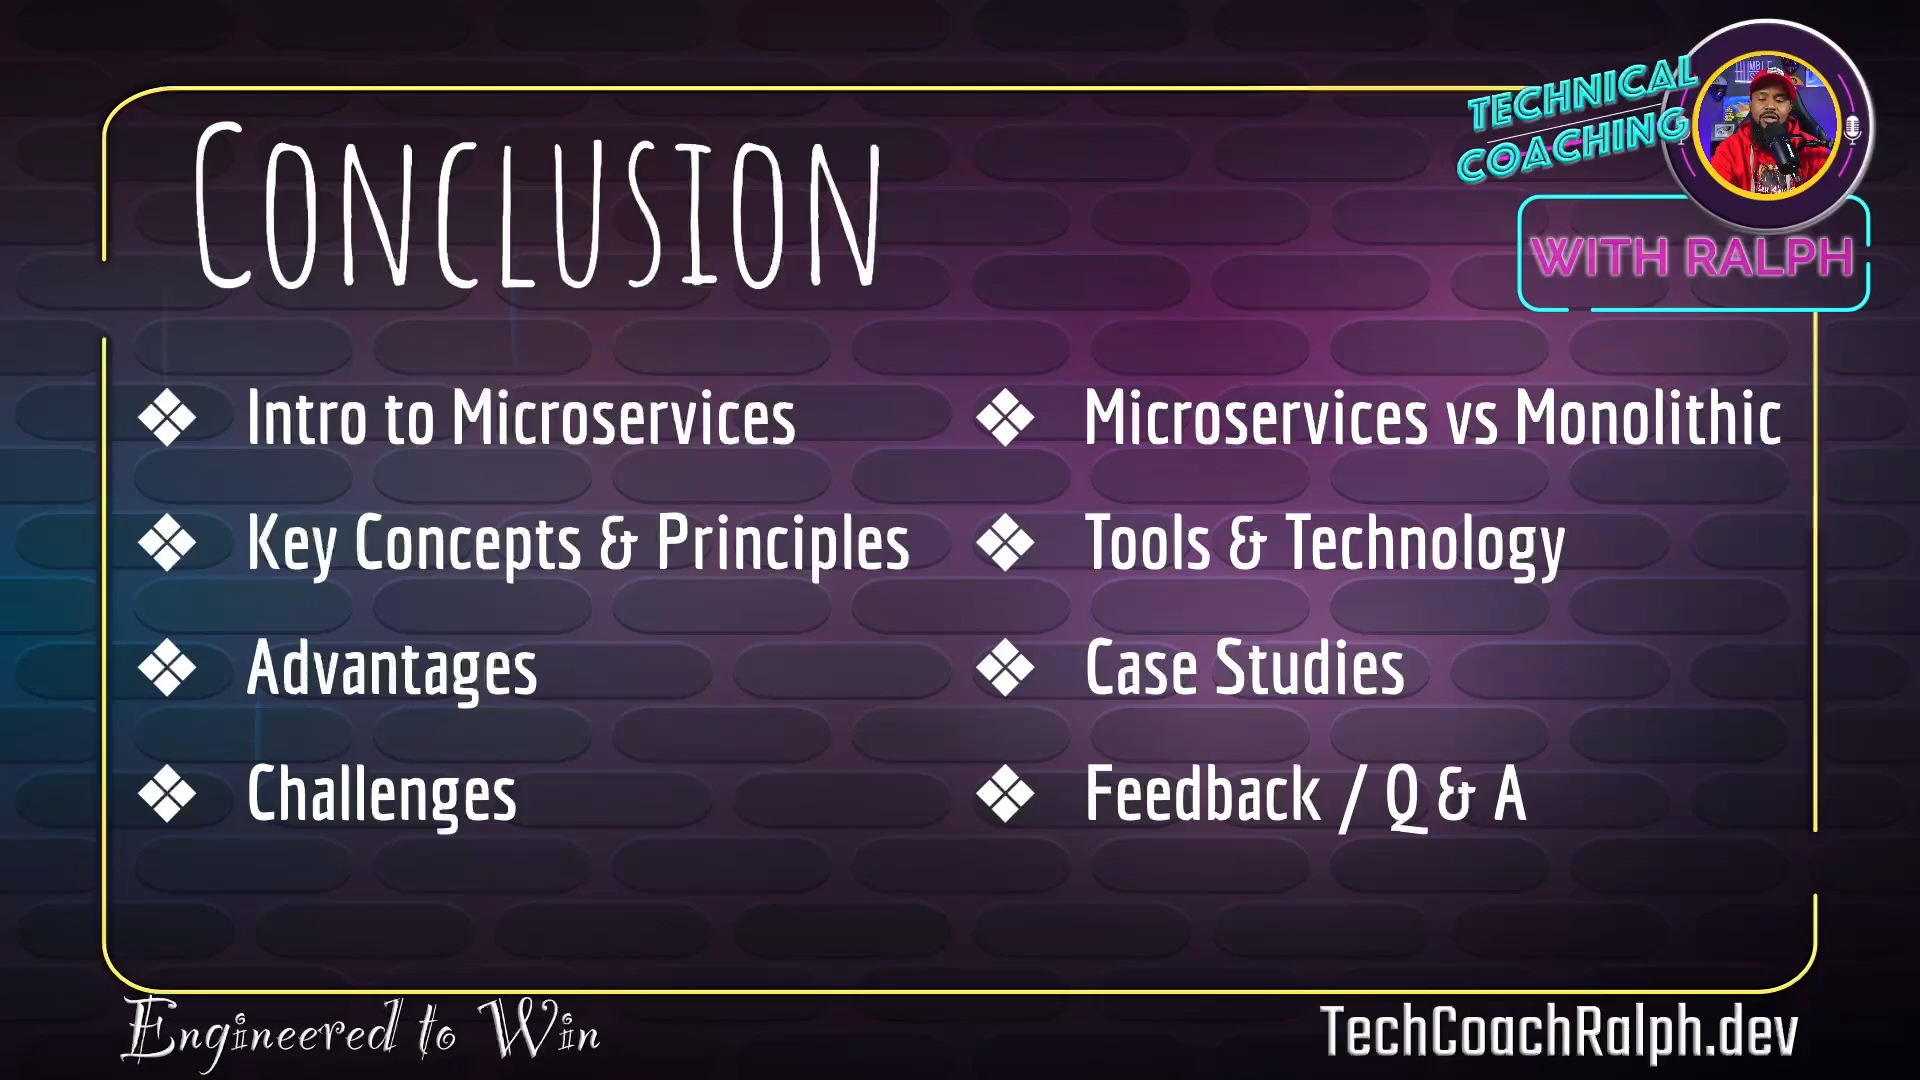 TECHNICAL
COACHING
WITH RALPH
Conclusion
❖ Intro to Microservices
❖ Key Concepts & Principles
❖ Advantages
❖ Challenges
❖ Microservices vs Monolithic
❖ Tools & Technology
❖ Case Studies
❖ Feedback / Q & A
Engineered to Win
TechCoachRalph.dev